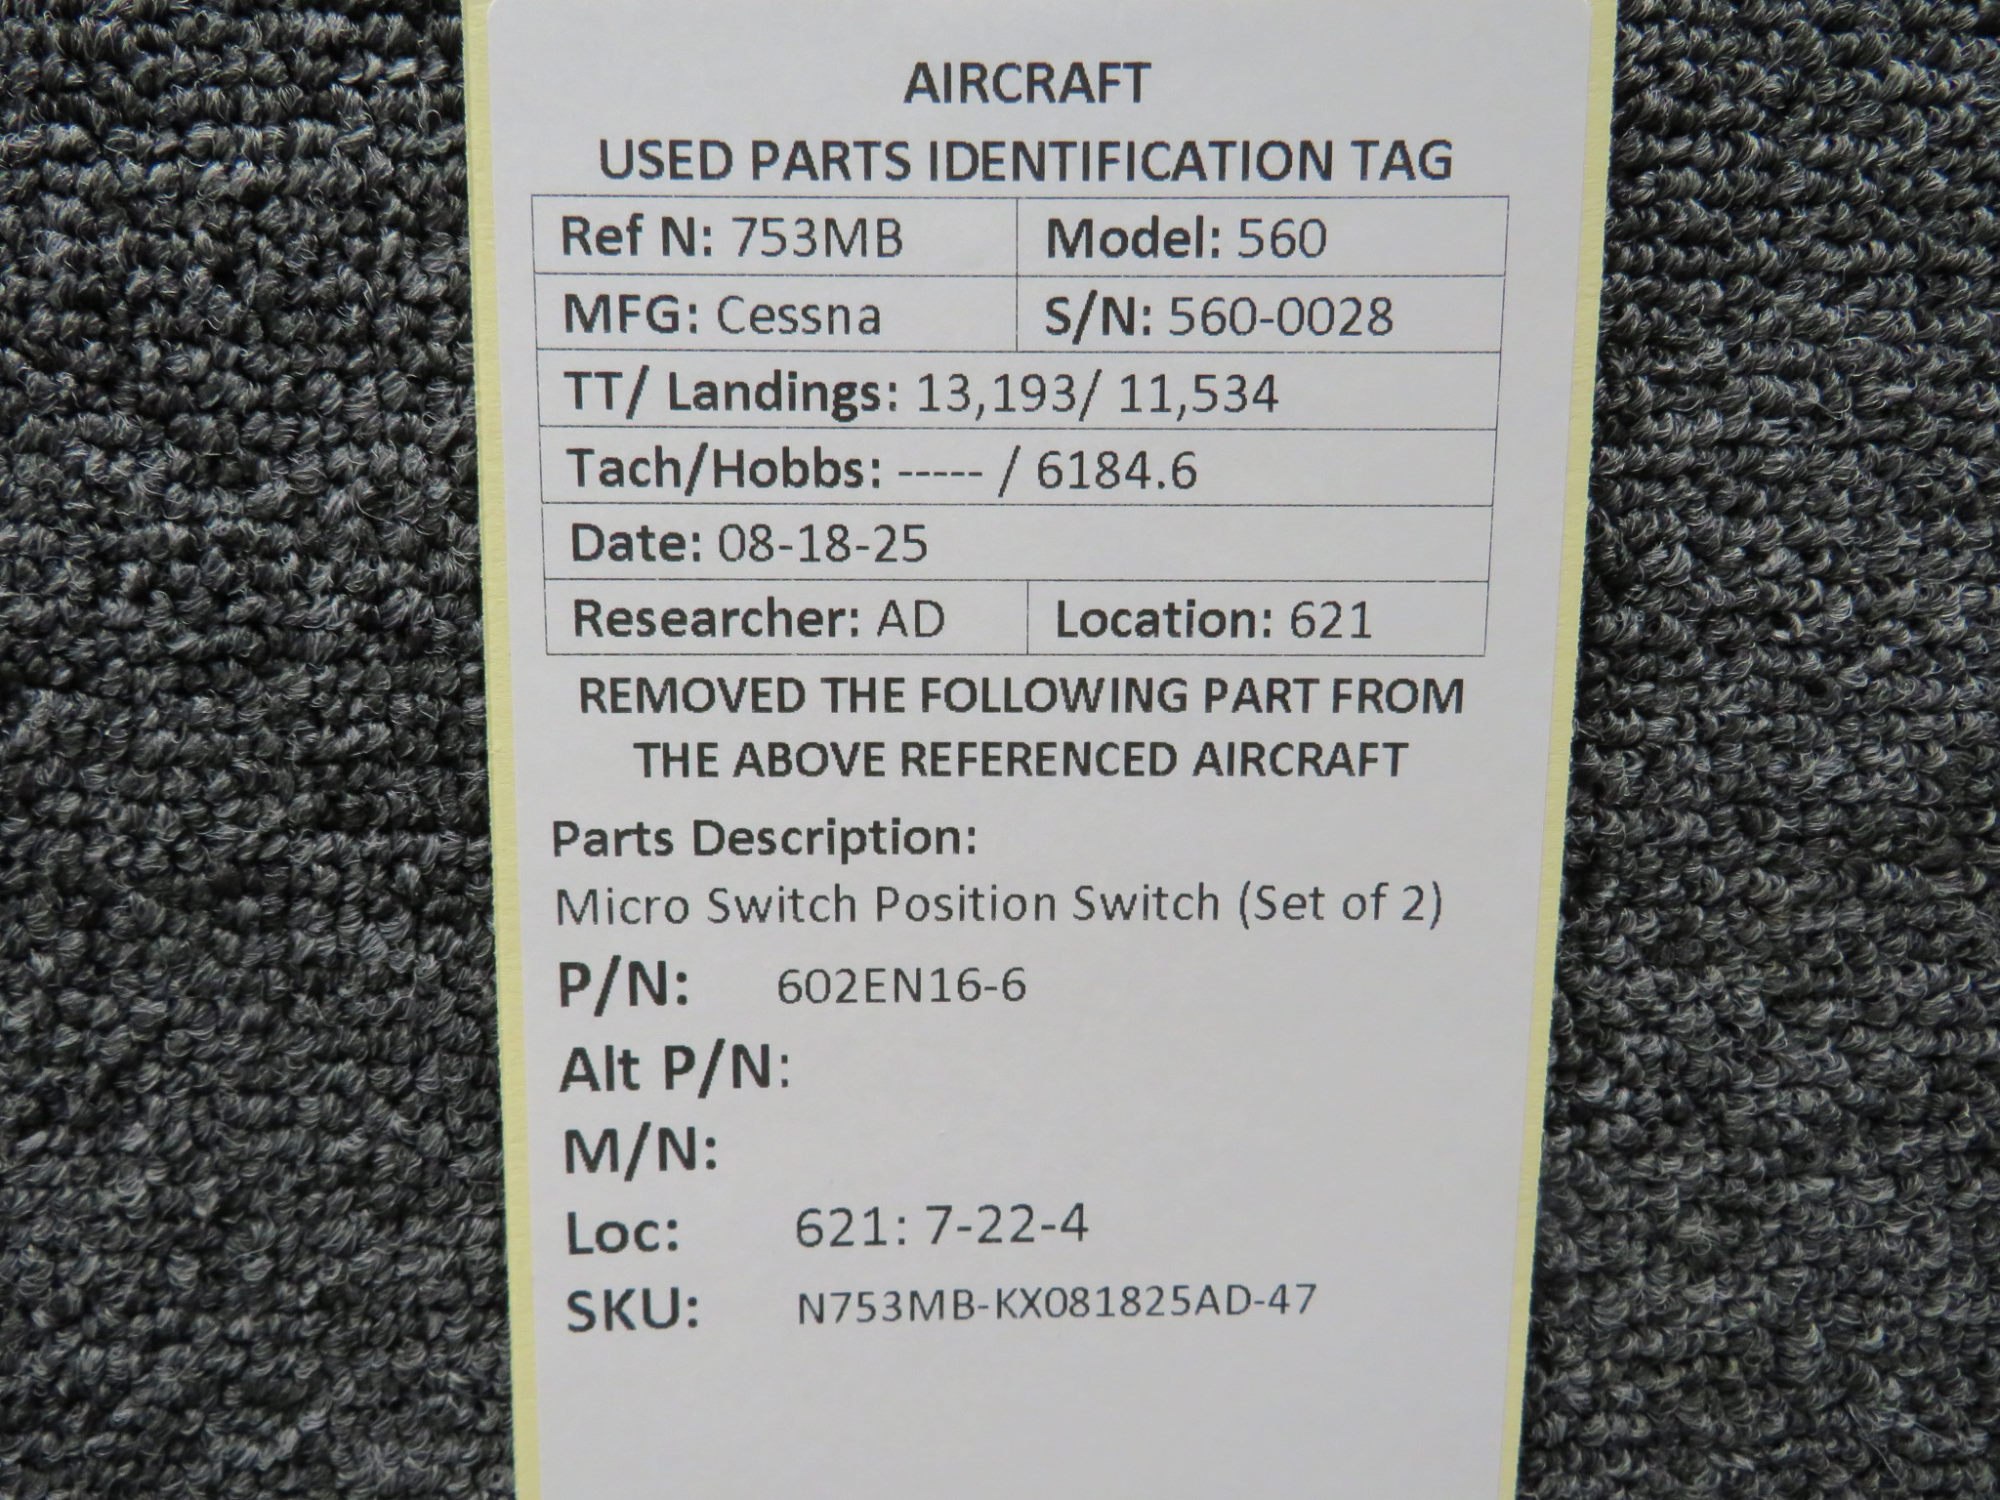 AIRCRAFT
USED PARTS IDENTIFICATION TAG
Ref N: 753MB Model: 560
MFG: Cessna S/N: 560-0028
TT/ Landings: 13,193/ 11,534
Tach/Hobbs: ----- / 6184.6
Date: 08-18-25
Researcher: AD Location: 621
REMOVED THE FOLLOWING PART FROM
THE ABOVE REFERENCED AIRCRAFT
Parts Description:
Micro Switch Position Switch (Set of 2)
P/N: 602EN16-6
Alt P/N:
M/N:
Loc: 621: 7-22-4
SKU: N753MB-KX081825AD-47